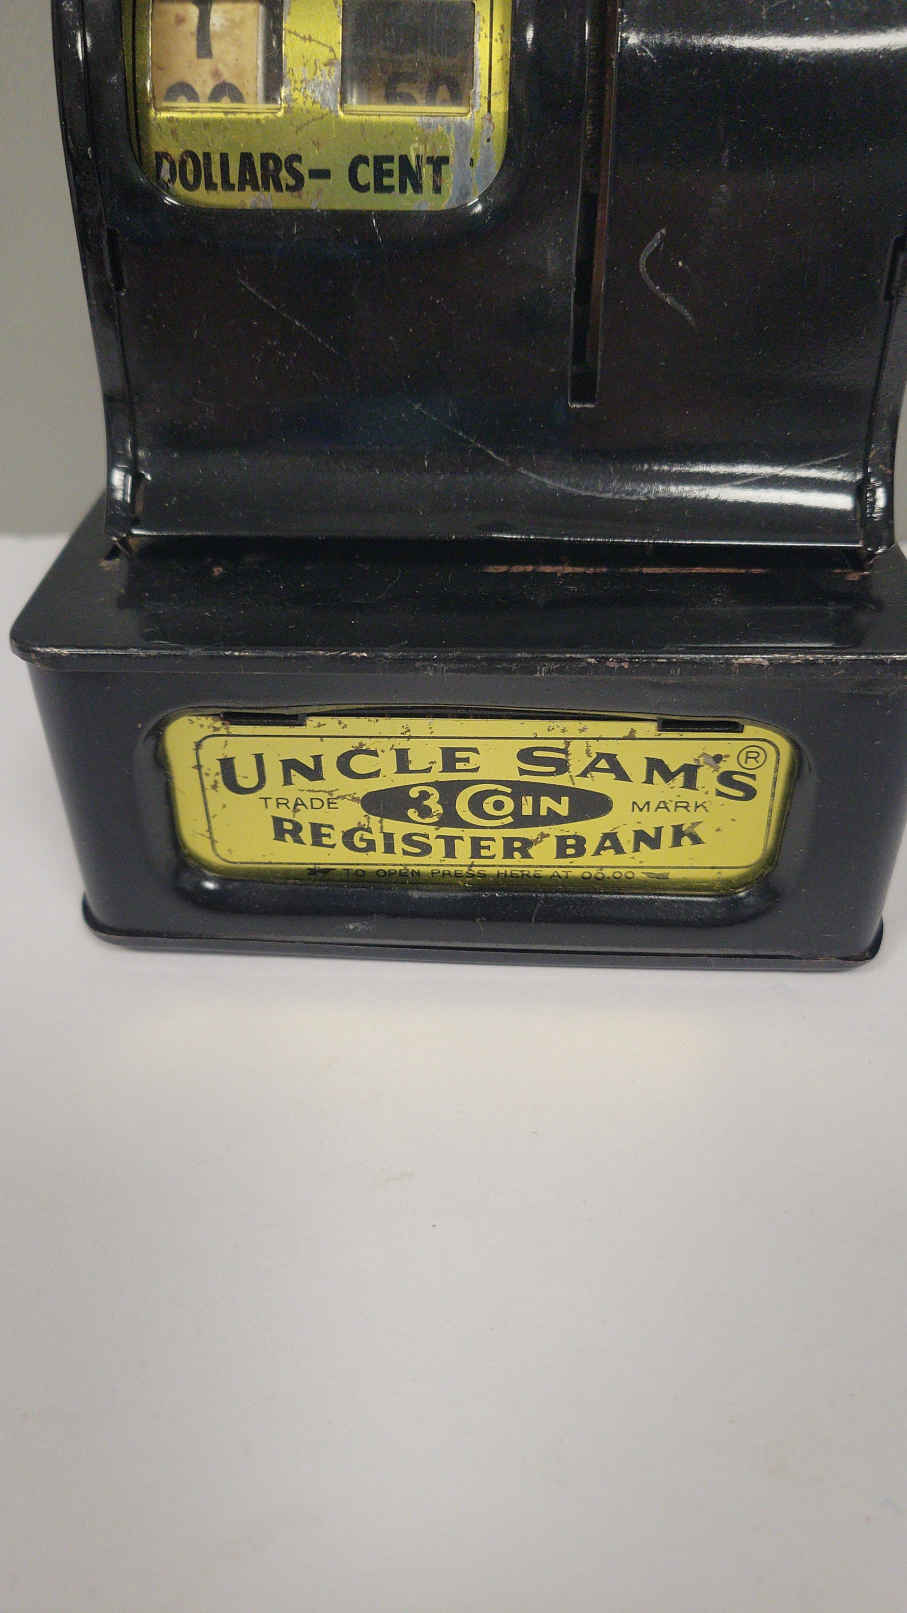 DOLLARS - CENT
UNCLE SAM'S ®
TRADE 3 COIN MARK
REGISTER BANK
TO OPEN PRESS HERE AT 00.00